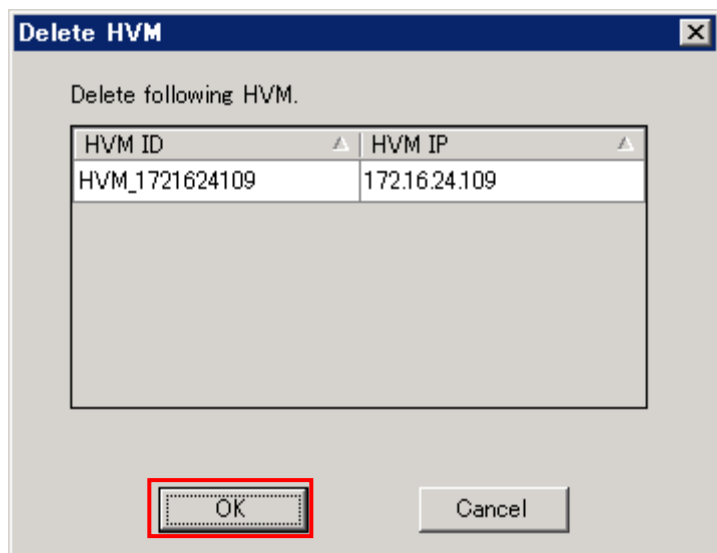 Delete HVM
Delete following HVM.
HVM ID HVM IP
HVM_1721624109 172.16.24.109
OK Cancel